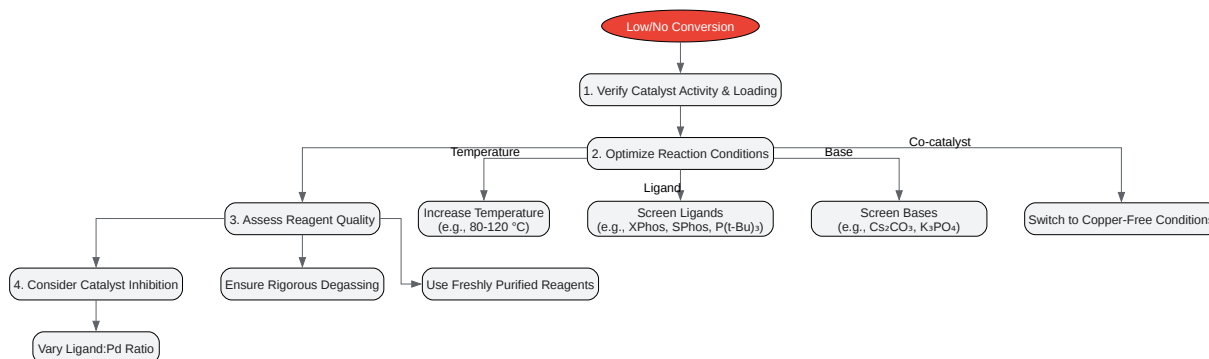 Low/No Conversion
1. Verify Catalyst Activity & Loading
2. Optimize Reaction Conditions
Co-catalyst
Temperature
Base
Ligand
3. Assess Reagent Quality
Increase Temperature
(e.g., 80-120 °C)
Screen Ligands
(e.g., XPhos, SPhos, P(t-Bu)₃)
Screen Bases
(e.g., Cs₂CO₃, K₃PO₄)
Switch to Copper-Free Conditions
4. Consider Catalyst Inhibition
Ensure Rigorous Degassing
Use Freshly Purified Reagents
Vary Ligand:Pd Ratio